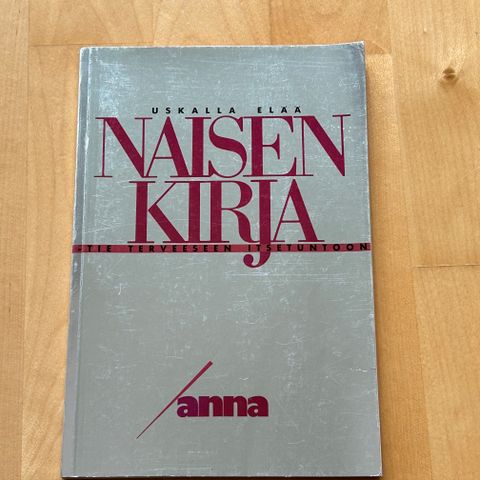 USKALLA ELÄÄ
NAISEN
KIRJA
-TIE TERVEESEEN ITSETUNTOON
/anna